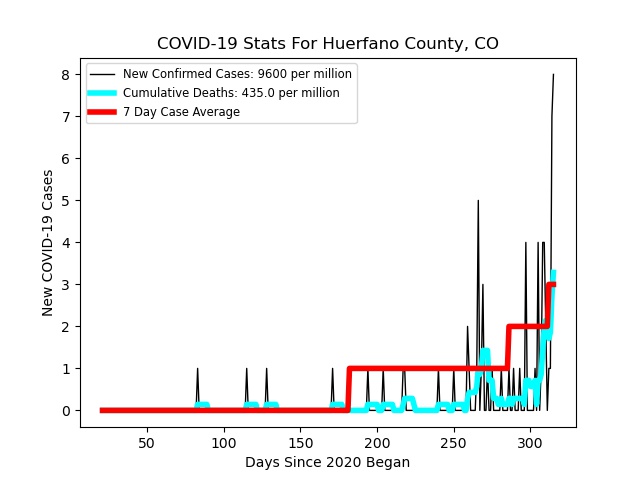 COVID-19 Stats For Huerfano County, CO
New Confirmed Cases: 9600 per million
Cumulative Deaths: 435.0 per million
7 Day Case Average
8
7
6
5
4
3
2
1
0
New COVID-19 Cases
50 100 150 200 250 300
Days Since 2020 Began